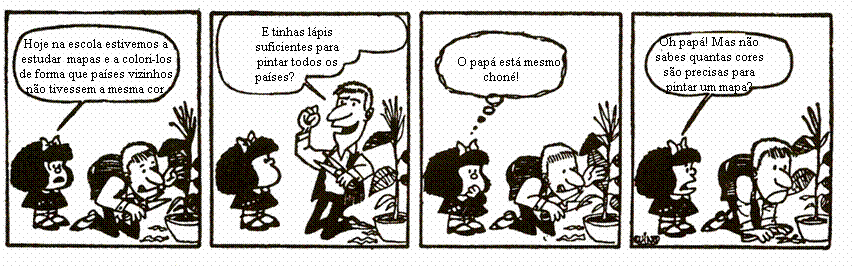 Hoje na escola estivemos a
estudar mapas e a colori-los
de forma que países vizinhos
não tivessem a mesma cor
E tinhas lápis
suficientes para
pintar todos os
países?
O papá está mesmo
choné!
Oh papá! Mas não
sabes quantas cores
são precisas para
pintar um mapa?